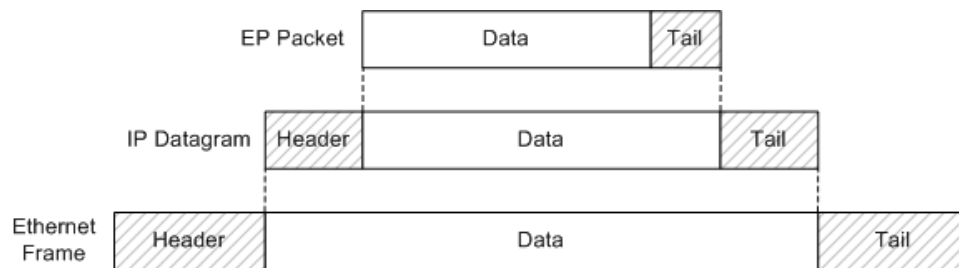 EP Packet Data Tail
IP Datagram Header Data Tail
Ethernet
Frame Header Data Tail